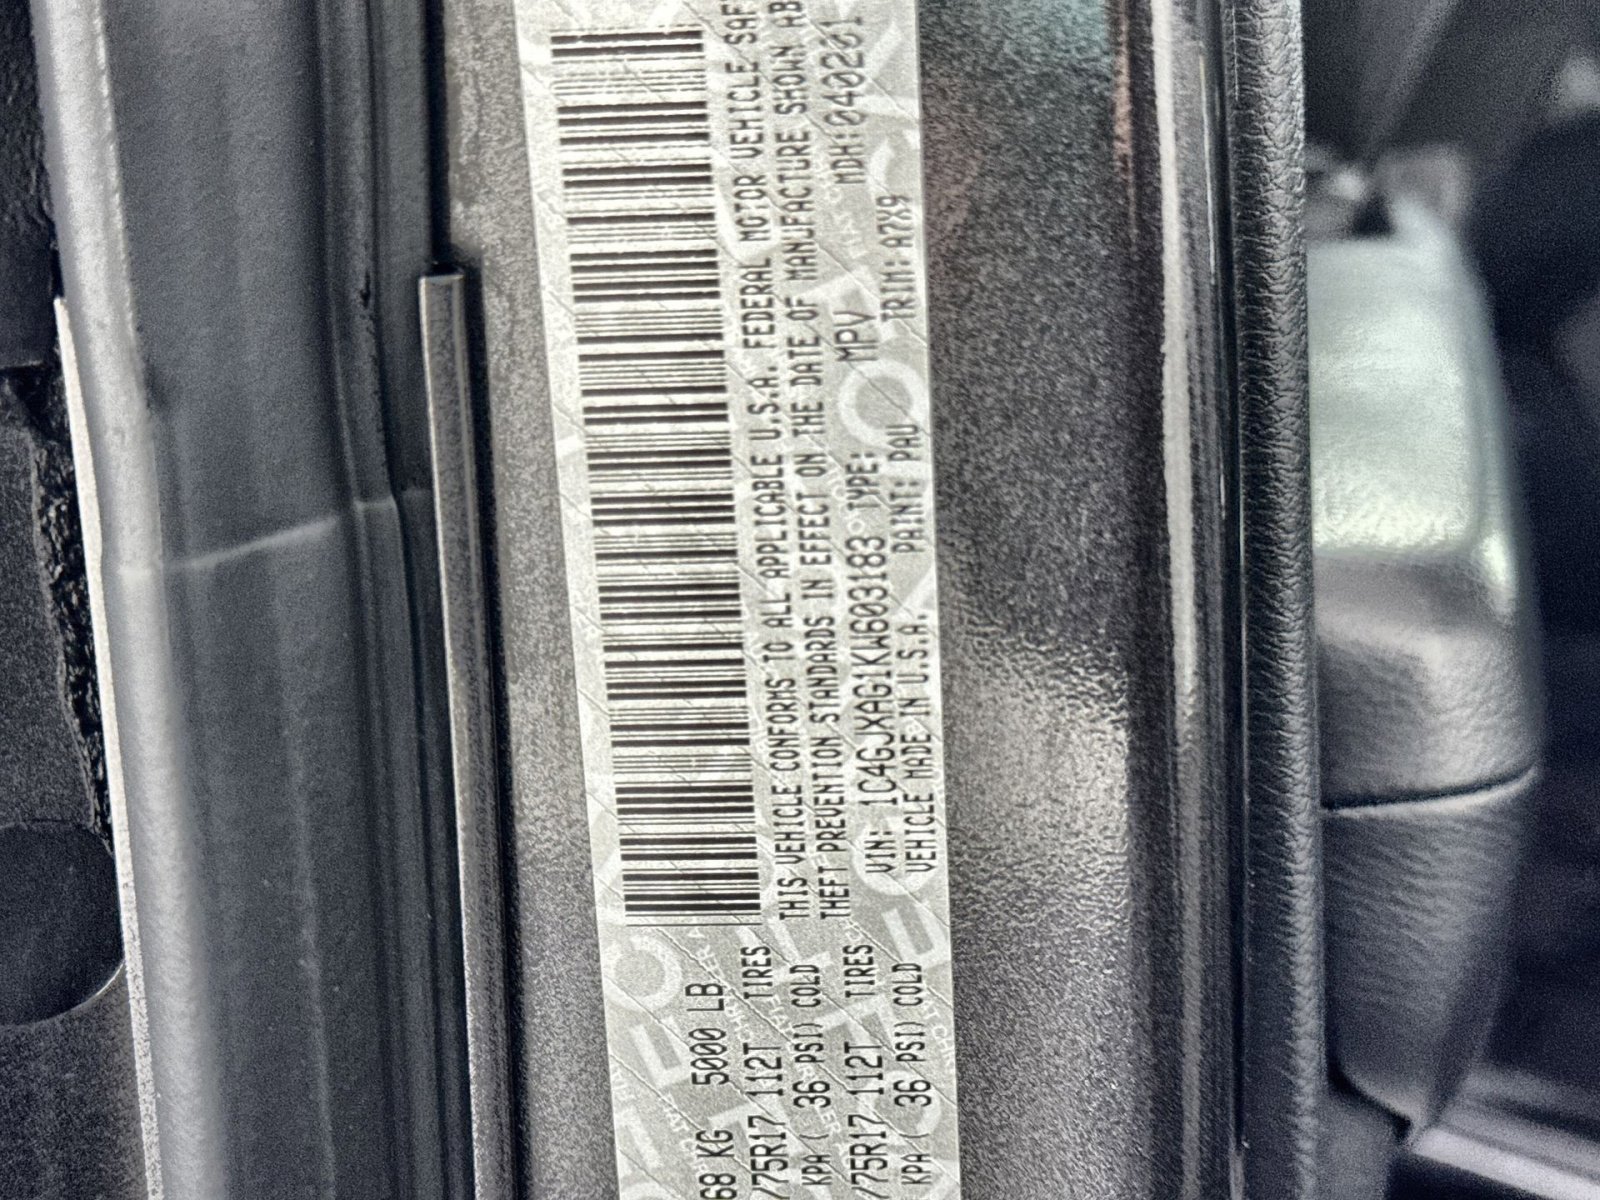 68 KG 5000 LB
/75R17 112T TIRES
KPA ( 36 PSI) COLD
/75R17 112T TIRES
KPA ( 36 PSI) COLD
THIS VEHICLE CONFORMS TO ALL APPLICABLE U.S.A. FEDERAL MOTOR VEHICLE SAF
THEFT PREVENTION STANDARDS IN EFFECT ON THE DATE OF MANUFACTURE SHOWN AB
VIN: 1C4GJXAG1KW603183 TYPE: MPV MDH:040201
VEHICLE MADE IN U.S.A. PAINT: PAU TRIM:A7X9